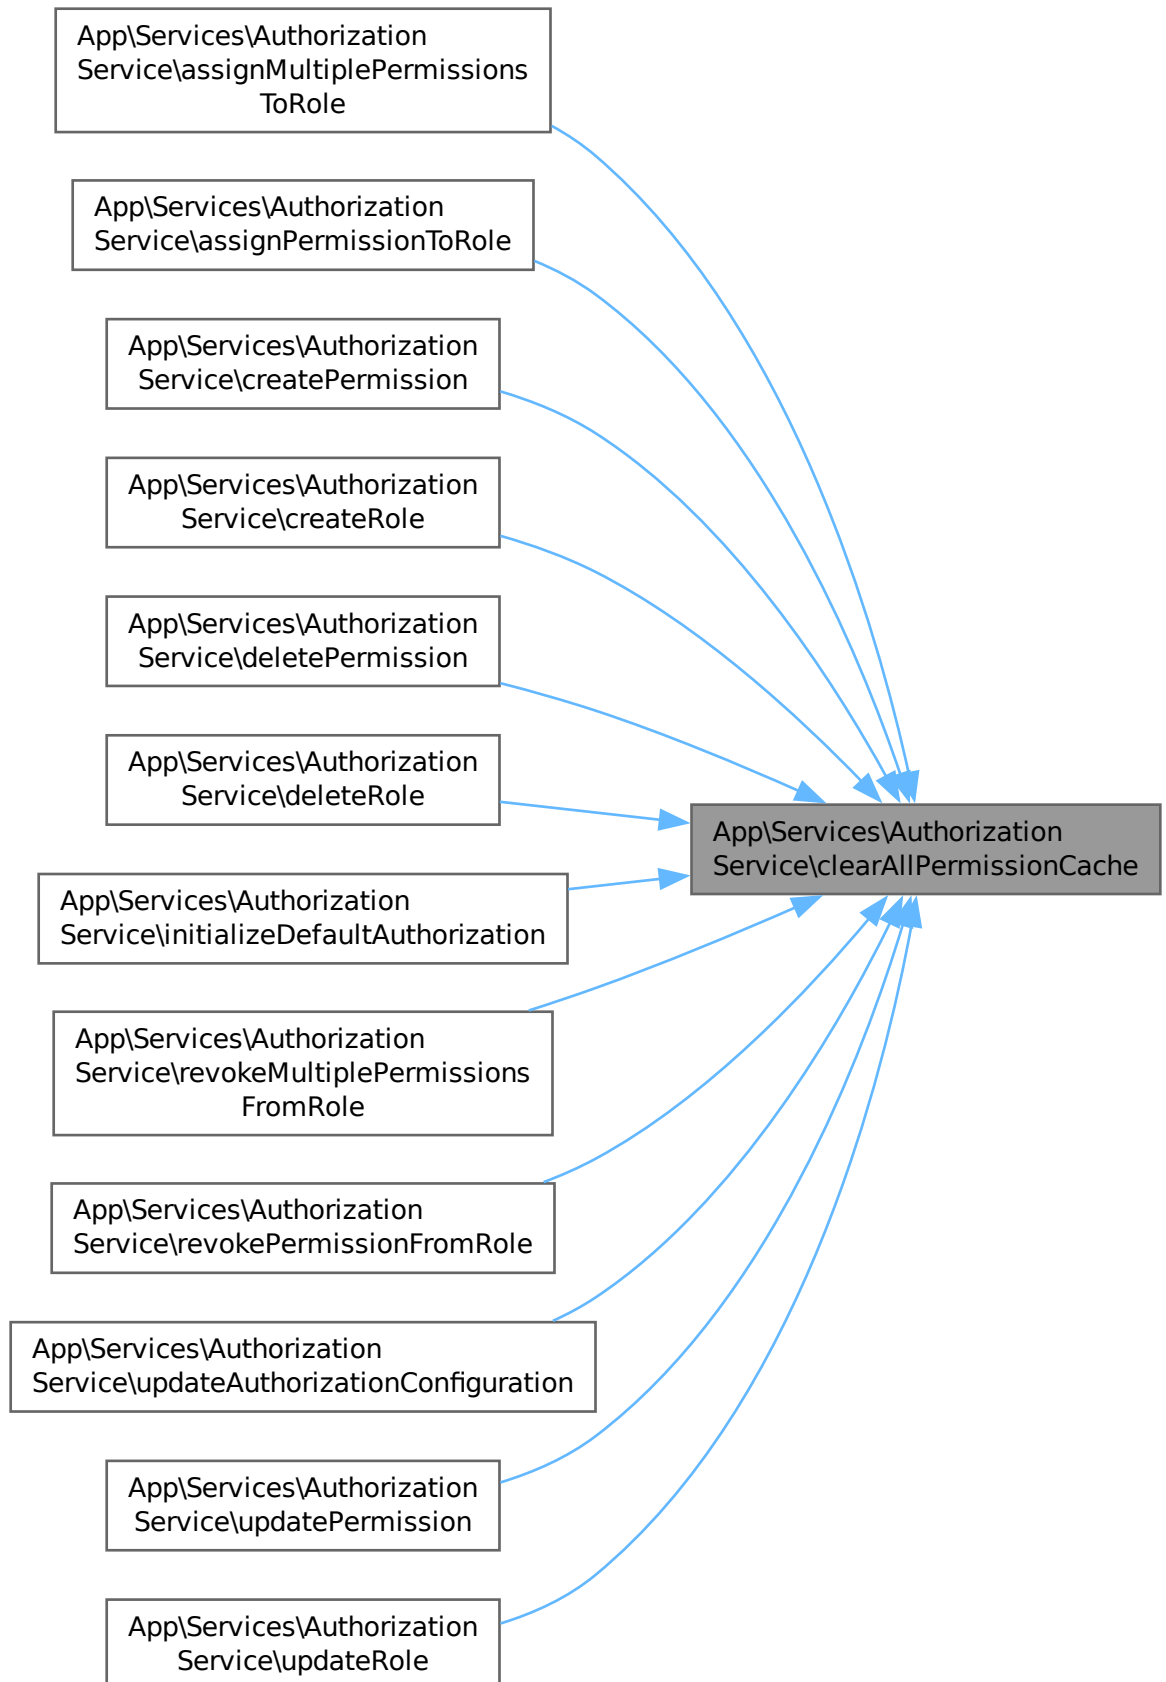 App\Services\Authorization
Service\assignMultiplePermissions
ToRole
App\Services\Authorization
Service\assignPermissionToRole
App\Services\Authorization
Service\createPermission
App\Services\Authorization
Service\createRole
App\Services\Authorization
Service\deletePermission
App\Services\Authorization
Service\deleteRole
App\Services\Authorization
Service\clearAllPermissionCache
App\Services\Authorization
Service\initializeDefaultAuthorization
App\Services\Authorization
Service\revokeMultiplePermissions
FromRole
App\Services\Authorization
Service\revokePermissionFromRole
App\Services\Authorization
Service\updateAuthorizationConfiguration
App\Services\Authorization
Service\updatePermission
App\Services\Authorization
Service\updateRole